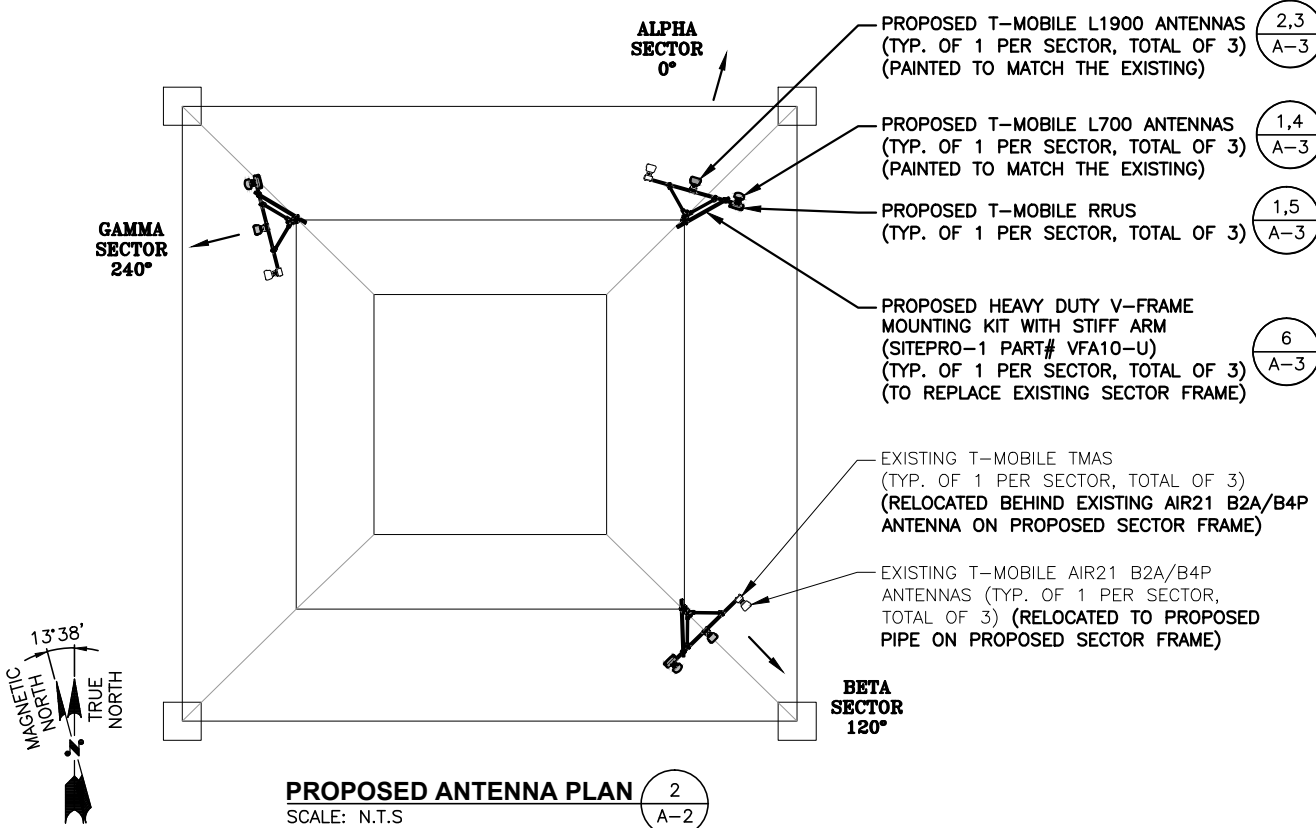 ALPHA
SECTOR
0°
PROPOSED T-MOBILE L1900 ANTENNAS
(TYP. OF 1 PER SECTOR, TOTAL OF 3)
(PAINTED TO MATCH THE EXISTING)
2,3
A-3
PROPOSED T-MOBILE L700 ANTENNAS
(TYP. OF 1 PER SECTOR, TOTAL OF 3)
(PAINTED TO MATCH THE EXISTING)
1,4
A-3
PROPOSED T-MOBILE RRUS
(TYP. OF 1 PER SECTOR, TOTAL OF 3)
1,5
A-3
GAMMA
SECTOR
240°
PROPOSED HEAVY DUTY V-FRAME
MOUNTING KIT WITH STIFF ARM
(SITEPRO-1 PART# VFA10-U)
(TYP. OF 1 PER SECTOR, TOTAL OF 3)
(TO REPLACE EXISTING SECTOR FRAME)
6
A-3
EXISTING T-MOBILE TMAS
(TYP. OF 1 PER SECTOR, TOTAL OF 3)
(RELOCATED BEHIND EXISTING AIR21 B2A/B4P
ANTENNA ON PROPOSED SECTOR FRAME)
EXISTING T-MOBILE AIR21 B2A/B4P
ANTENNAS (TYP. OF 1 PER SECTOR,
TOTAL OF 3) (RELOCATED TO PROPOSED
PIPE ON PROPOSED SECTOR FRAME)
BETA
SECTOR
120°
13°38'
MAGNETIC
NORTH
TRUE
NORTH
N
PROPOSED ANTENNA PLAN
SCALE: N.T.S
2
A-2